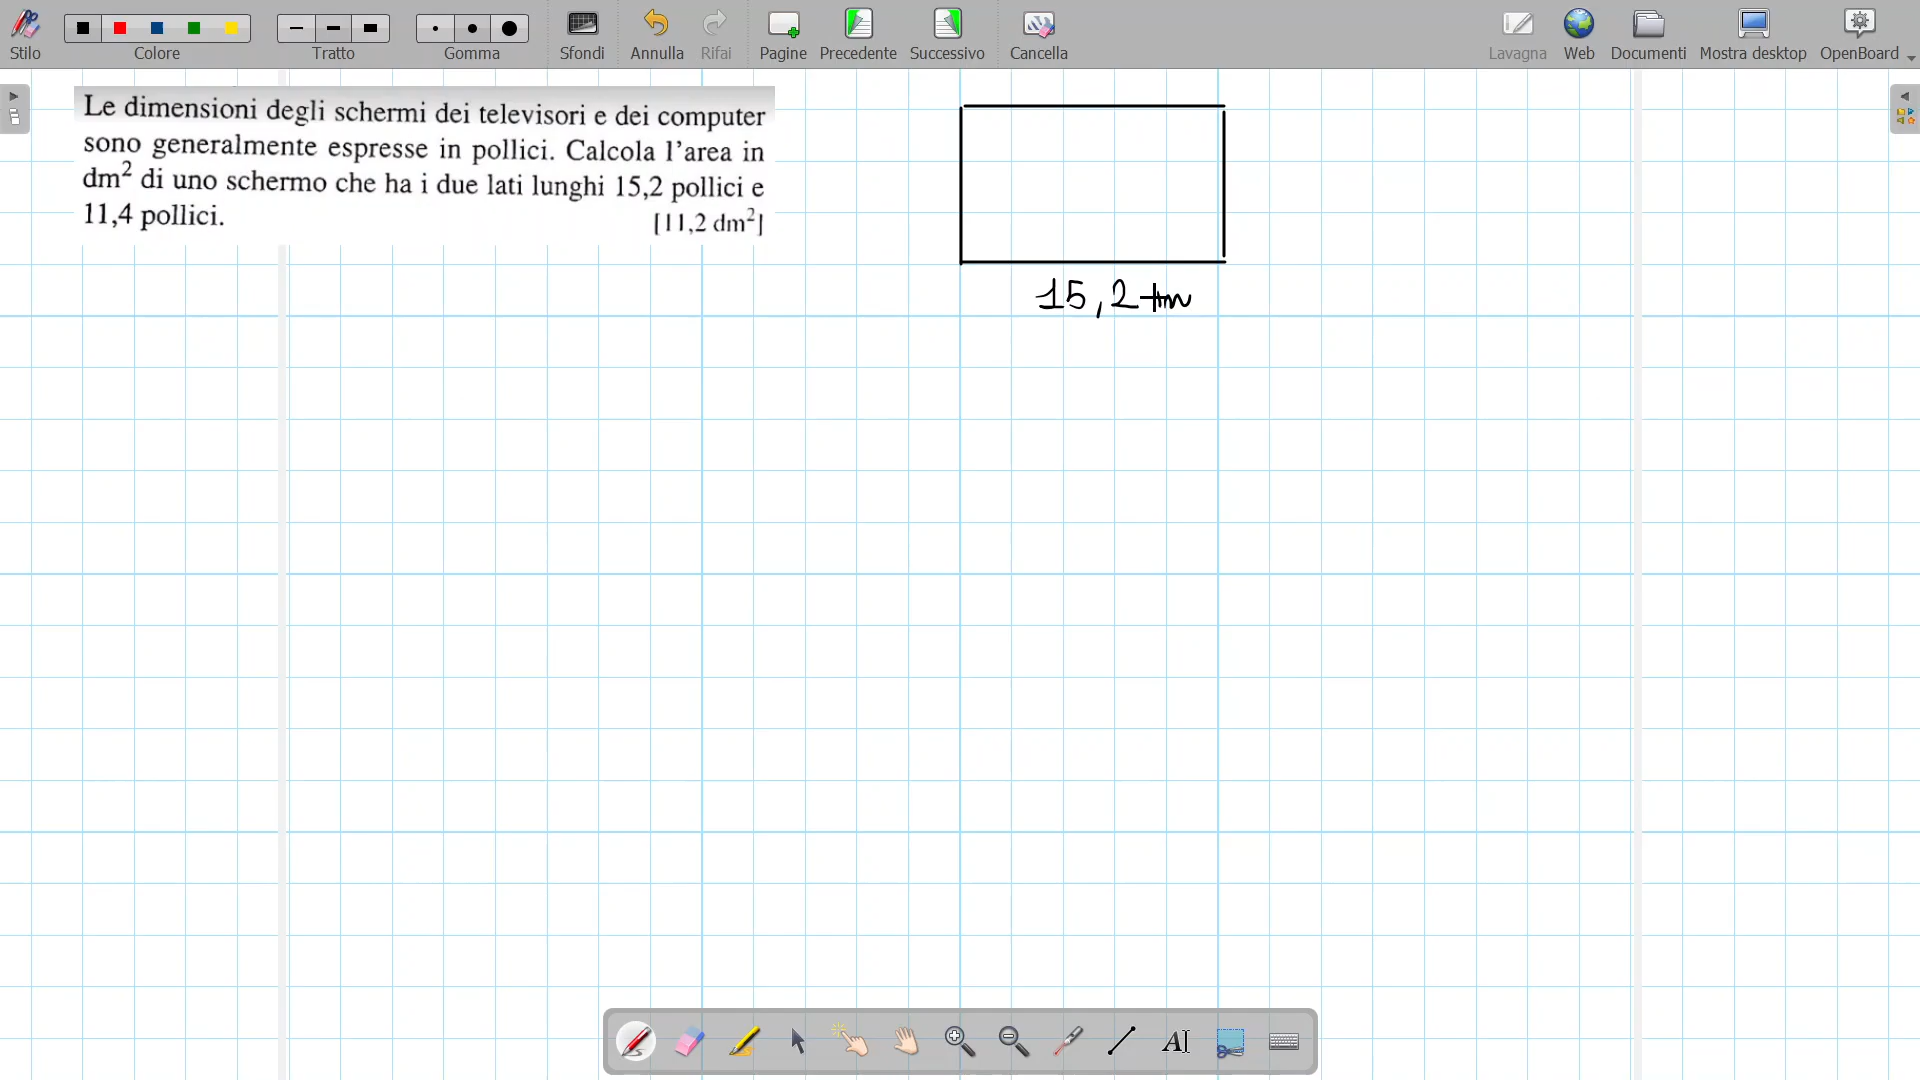 Stilo
Colore
Tratto
Gomma
Sfondi
Annulla
Rifai
Pagine
Precedente
Successivo
Cancella
Lavagna
Web
Documenti
Mostra desktop
OpenBoard
Le dimensioni degli schermi dei televisori e dei computer
sono generalmente espresse in pollici. Calcola l'area in
dm² di uno schermo che ha i due lati lunghi 15,2 pollici e
11,4 pollici. [11,2 dm²]
15,2